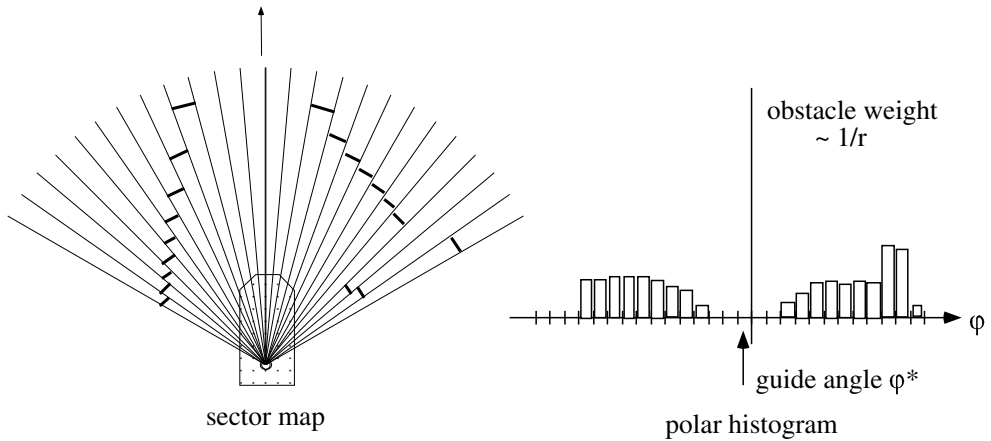 obstacle weight
~ 1/r
φ
guide angle φ*
sector map
polar histogram